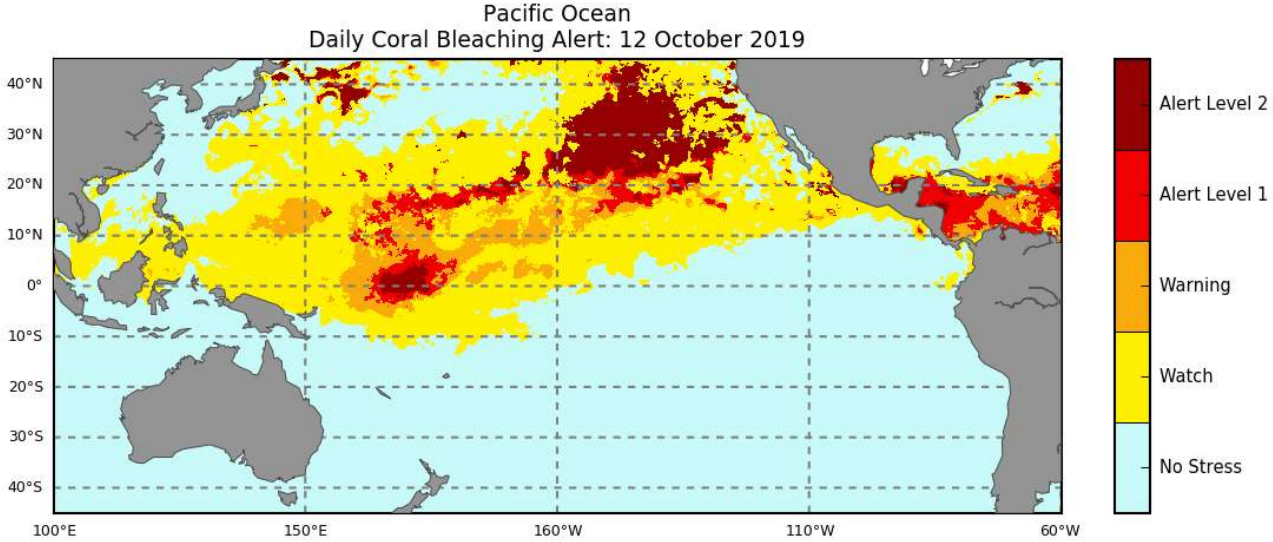 Pacific Ocean
Daily Coral Bleaching Alert: 12 October 2019
40°N
30°N
20°N
10°N
0°
10°S
20°S
30°S
40°S
100°E
150°E
160°W
110°W
60°W
Alert Level 2
Alert Level 1
Warning
Watch
No Stress